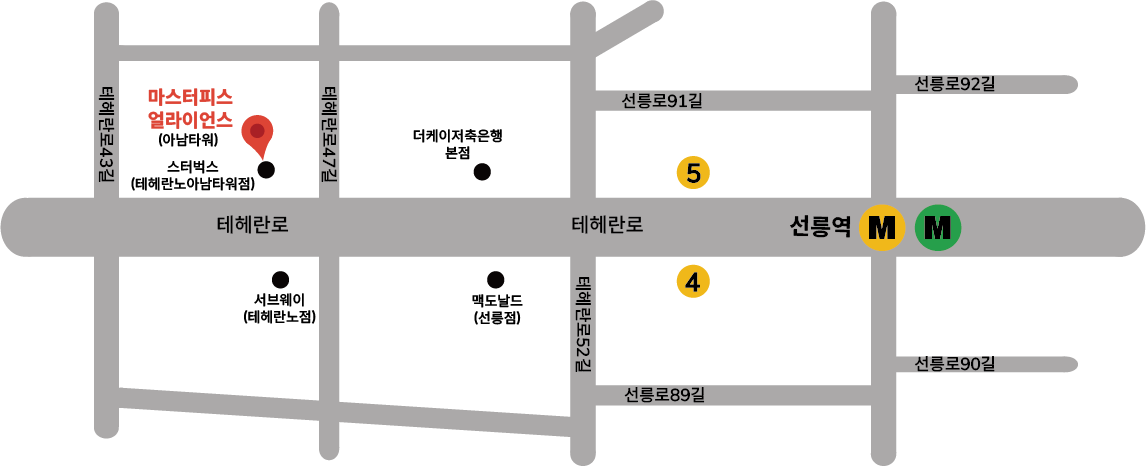 테헤란로43길
마스터피스
얼라이언스
(아남타워)
스터벅스
(테헤란노아남타워점)
테헤란로47길
더케이저축은행
본점
선릉로91길
선릉로92길
5
테헤란로
테헤란로
선릉역
M
M
서브웨이
(테헤란노점)
맥도날드
(선릉점)
4
테헤란로52길
선릉로89길
선릉로90길